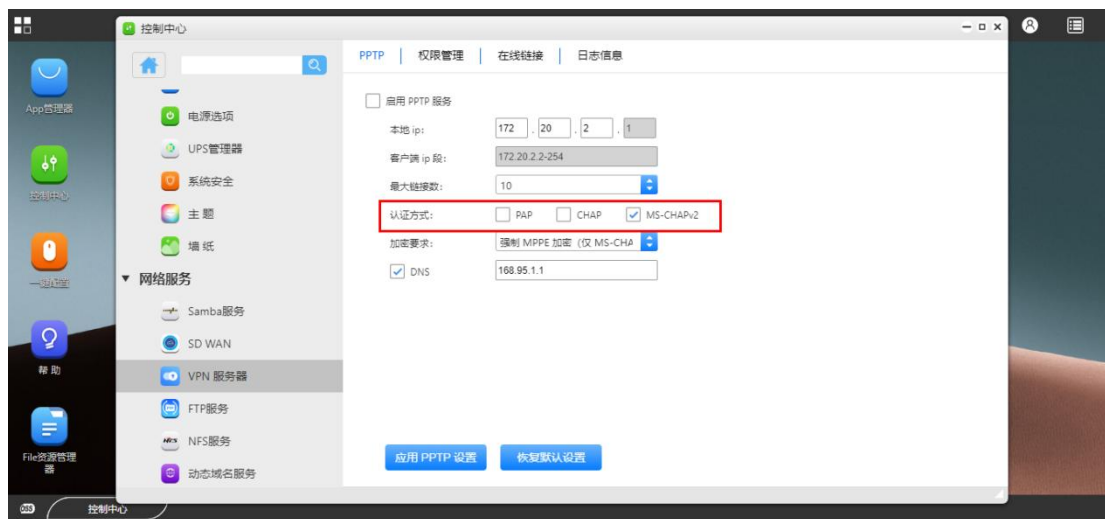 控制中心
App管理器
控制中心
一键配置
帮助
File资源管理
器
电源选项
UPS管理器
系统安全
主题
墙纸
网络服务
Samba服务
SD WAN
VPN 服务器
FTP服务
NFS服务
动态域名服务
PPTP | 权限管理 | 在线链接 | 日志信息
启用 PPTP 服务
本地 ip: 172 . 20 . 2 . 1
客户端 ip 段: 172.20.2.2-254
最大链接数: 10
认证方式: PAP CHAP MS-CHAPv2
加密要求: 强制 MPPE 加密（仅 MS-CHA
DNS 168.95.1.1
应用 PPTP 设置 恢复默认设置
控制中心